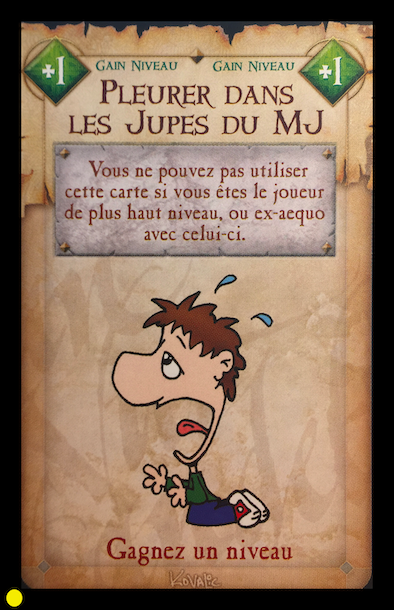 +1 GAIN NIVEAU GAIN NIVEAU +1
PLEURER DANS
LES JUPES DU MJ
Vous ne pouvez pas utiliser
cette carte si vous êtes le joueur
de plus haut niveau, ou ex-aequo
avec celui-ci.
Gagnez un niveau
KOVALIC